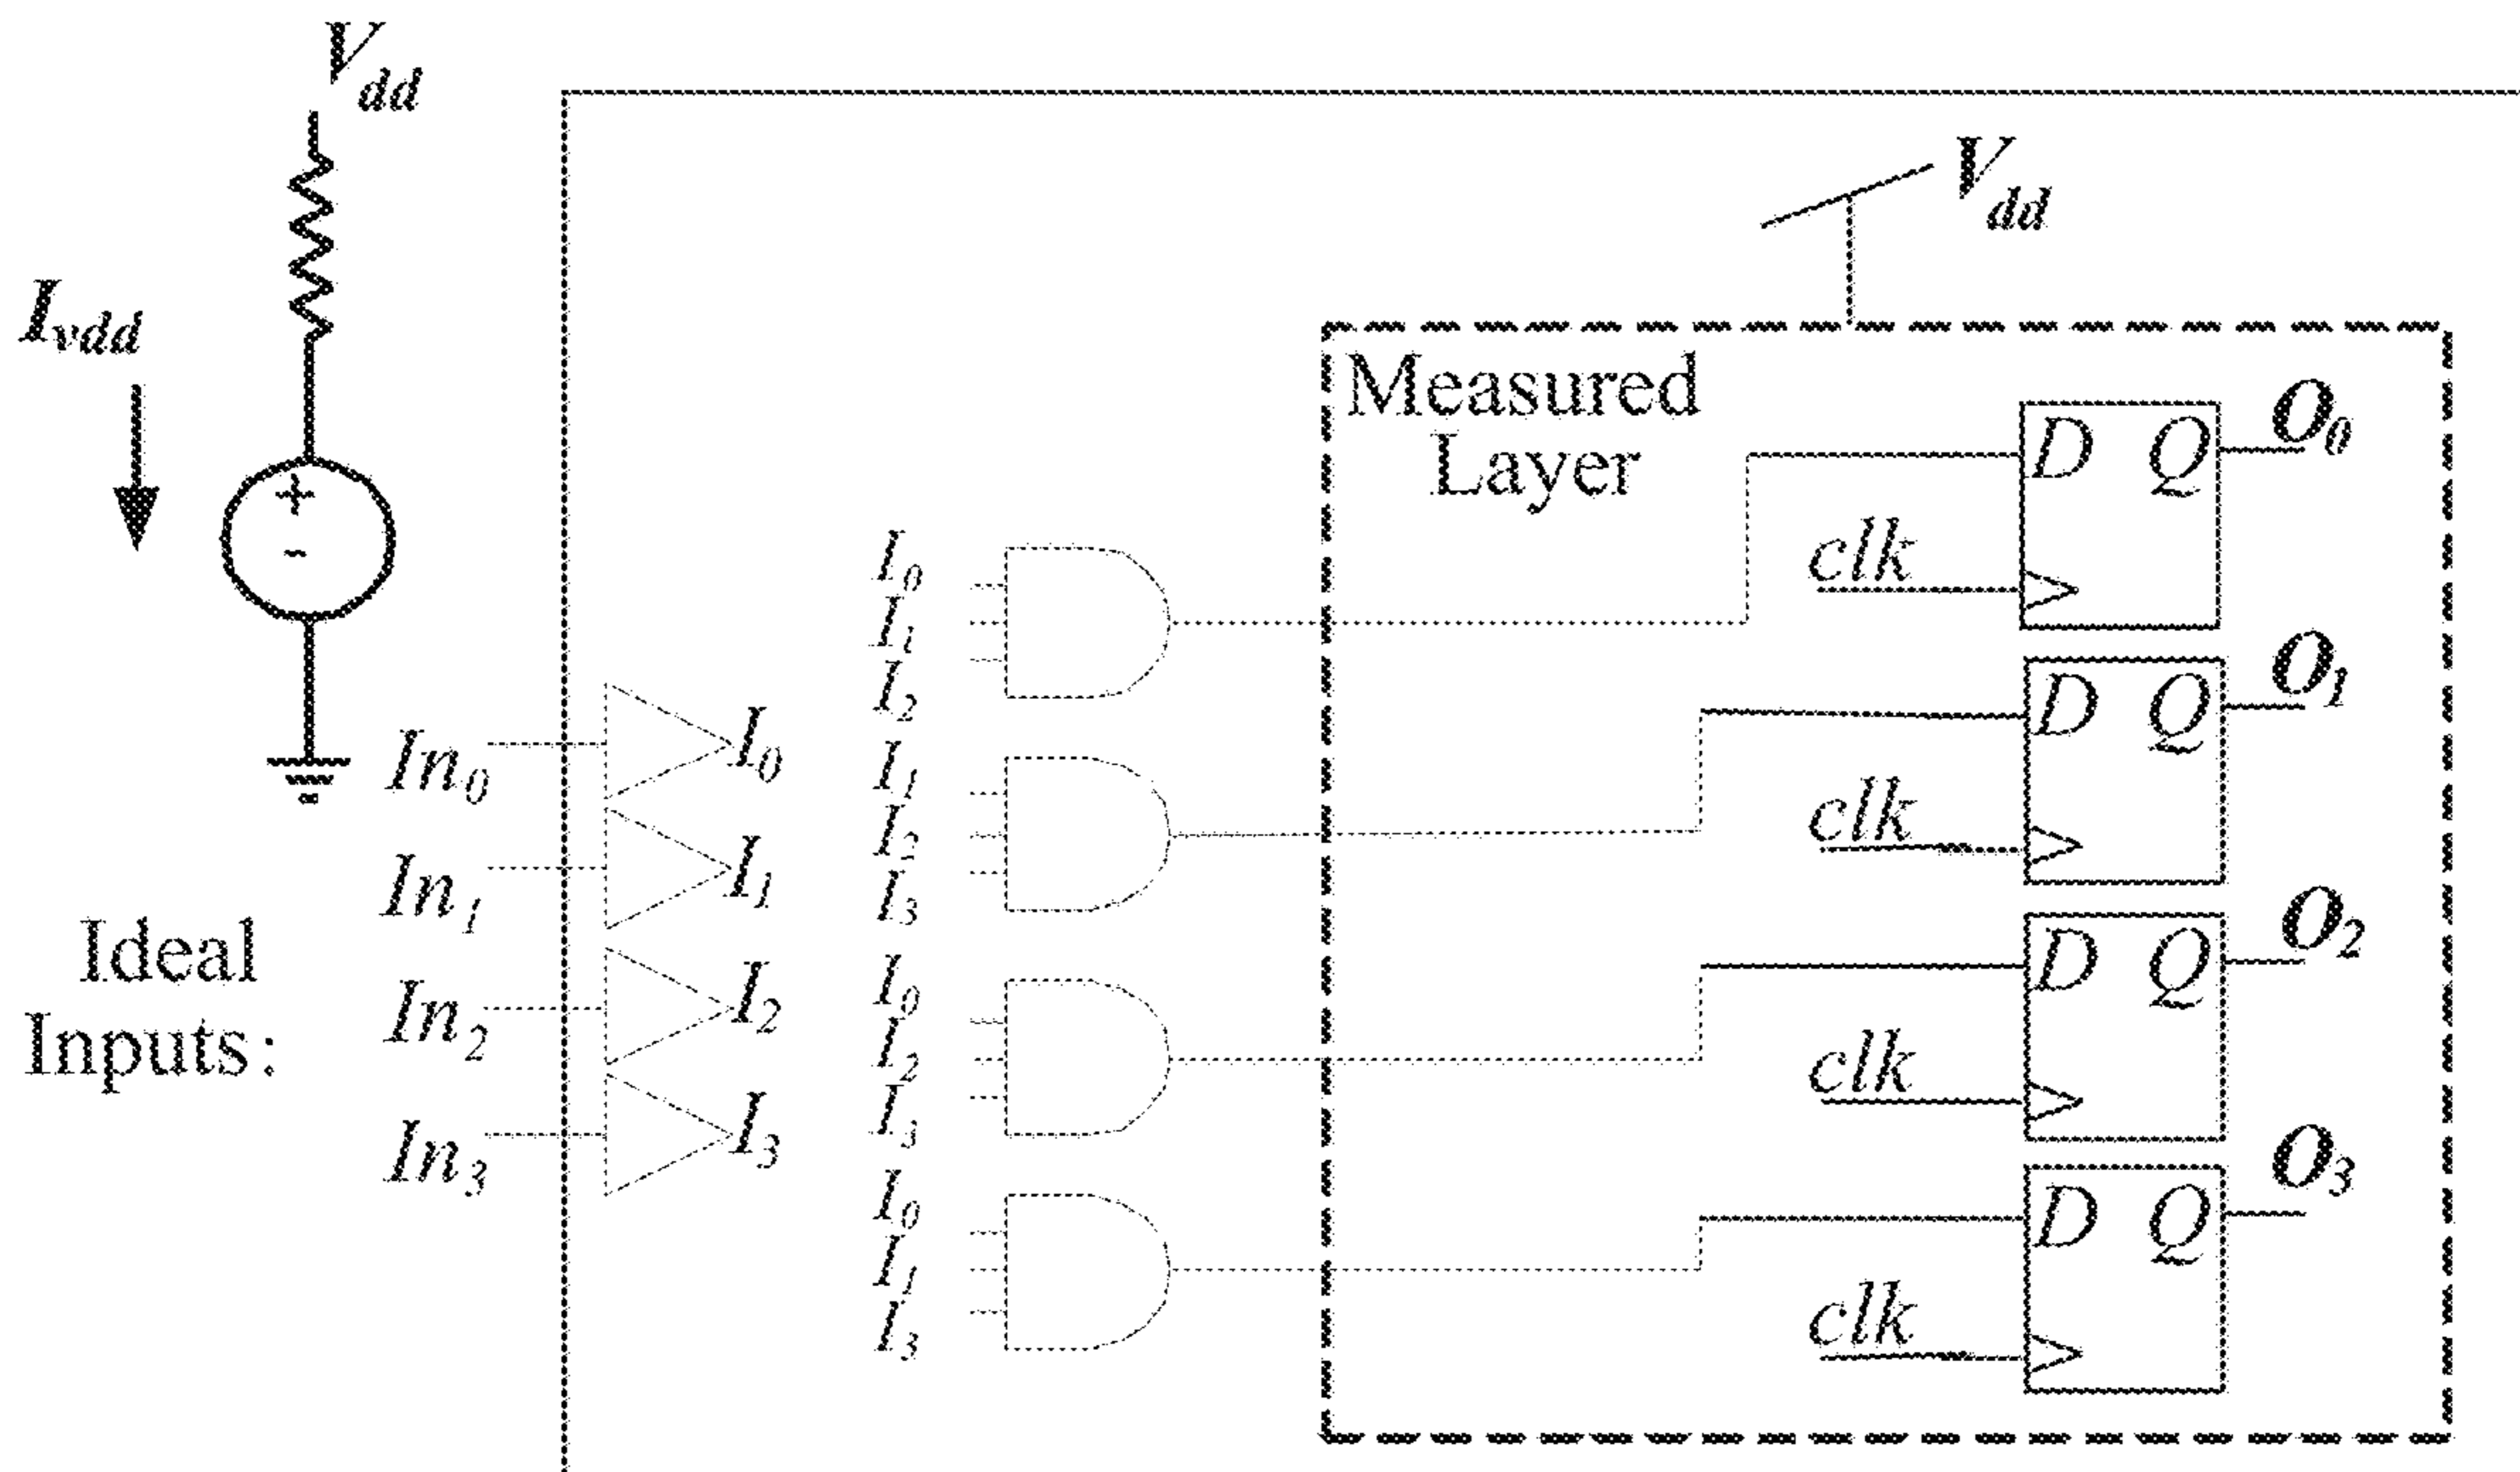 V_dd
V_dd
I_vdd
Measured
Layer
D Q O_0
clk
I_0
I_1
I_2
D Q O_1
clk
I_1
I_2
I_3
In_0 I_0
In_1 I_1
Ideal
Inputs:
In_2 I_2
In_3 I_3
+
-
D Q O_2
clk
I_0
I_2
I_3
D Q O_3
clk
I_0
I_1
I_3